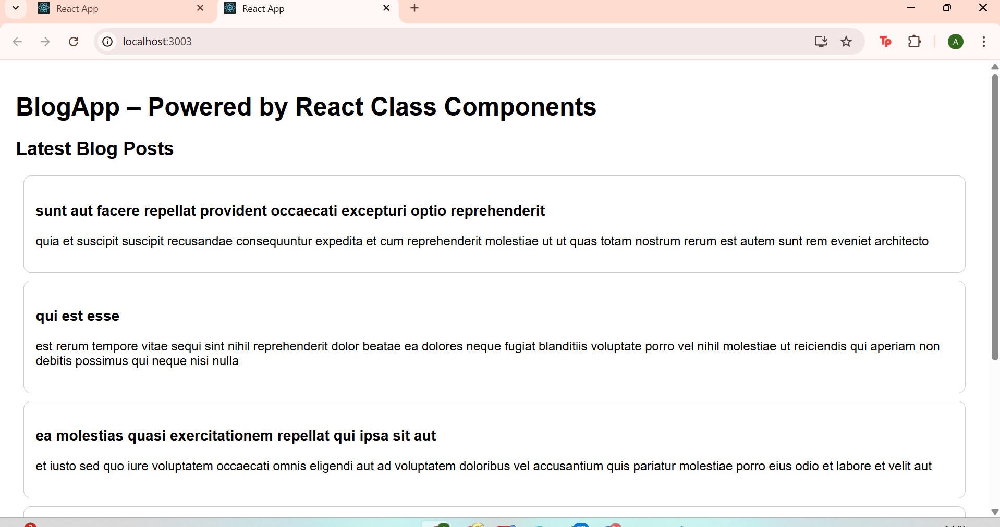 React App
React App
localhost:3003
Tp
A
BlogApp – Powered by React Class Components
Latest Blog Posts
sunt aut facere repellat provident occaecati excepturi optio reprehenderit
quia et suscipit suscipit recusandae consequuntur expedita et cum reprehenderit molestiae ut ut quas totam nostrum rerum est autem sunt rem eveniet architecto
qui est esse
est rerum tempore vitae sequi sint nihil reprehenderit dolor beatae ea dolores neque fugiat blanditiis voluptate porro vel nihil molestiae ut reiciendis qui aperiam non
debitis possimus qui neque nisi nulla
ea molestias quasi exercitationem repellat qui ipsa sit aut
et iusto sed quo iure voluptatem occaecati omnis eligendi aut ad voluptatem doloribus vel accusantium quis pariatur molestiae porro eius odio et labore et velit aut